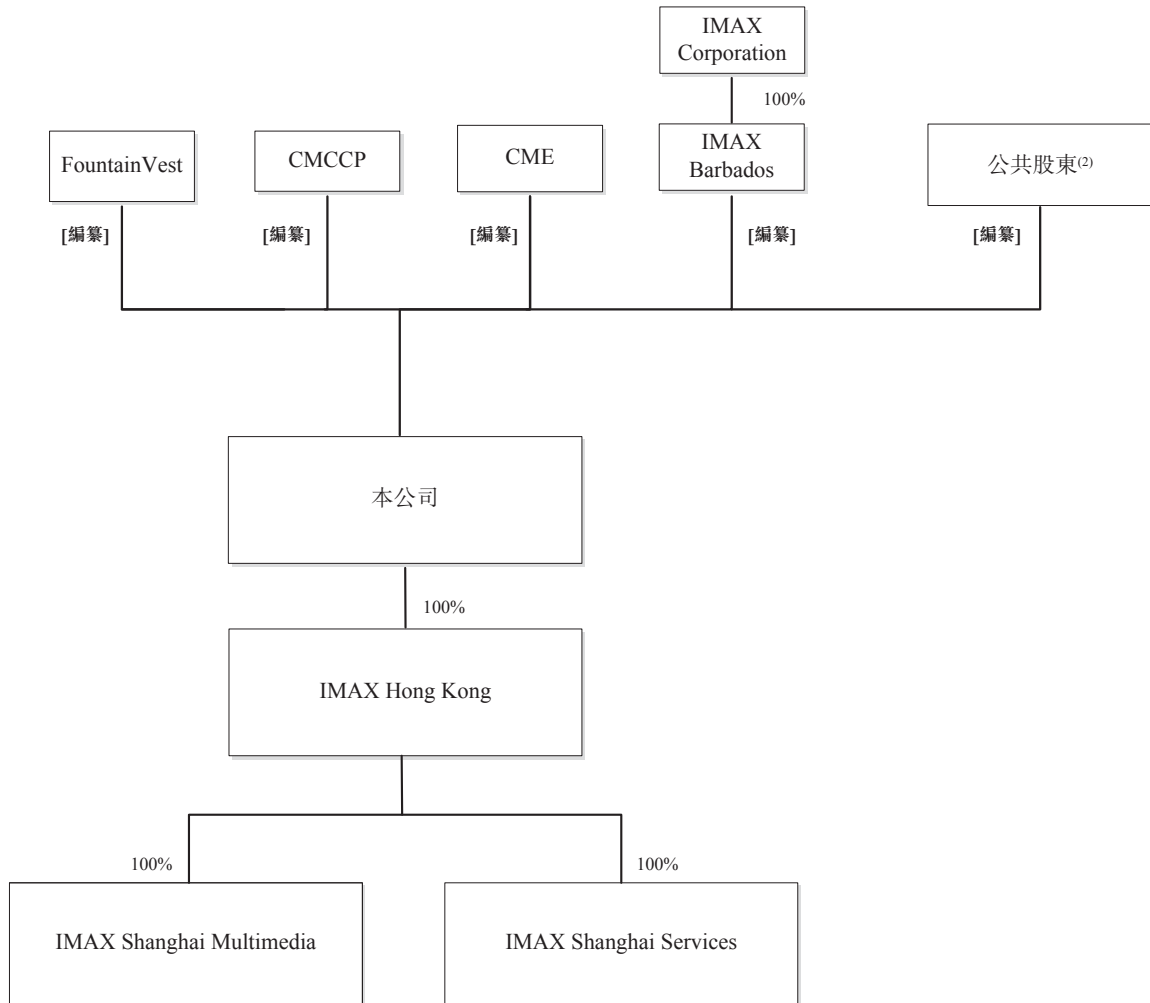 IMAX
Corporation
100%
FountainVest
CMCCP
CME
IMAX
Barbados
公共股東(2)
[編纂]
[編纂]
[編纂]
[編纂]
[編纂]
本公司
100%
IMAX Hong Kong
100%
100%
IMAX Shanghai Multimedia
IMAX Shanghai Services